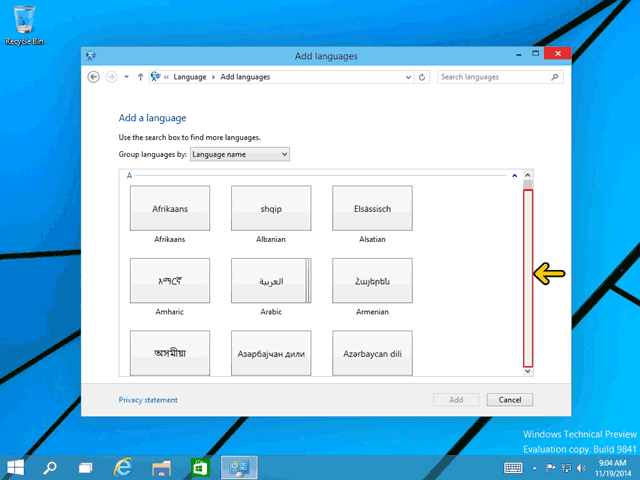 Recycle Bin
Add languages
Language
Add languages
Search languages
Add a language
Use the search box to find more languages.
Group languages by:
Language name
A
Afrikaans
shqip
Elsässisch
Afrikaans
Albanian
Alsatian
አማርኛ
العربية
Հայերեն
Amharic
Arabic
Armenian
অসমীয়া
Азәрбајҹан дили
Azərbaycan dili
Privacy statement
Add
Cancel
Windows Technical Preview
Evaluation copy. Build 9841
9:04 AM
11/19/2014